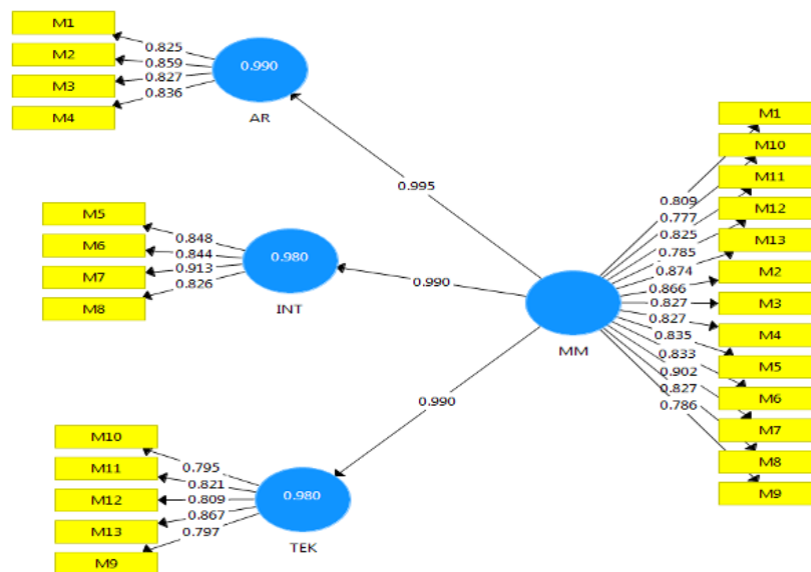 M1
M2
M3
M4
0.825
0.859
0.827
0.836
0.990
AR
M5
M6
M7
M8
0.848
0.844
0.913
0.826
0.980
INT
M10
M11
M12
M13
M9
0.795
0.821
0.809
0.867
0.797
0.980
TEK
0.995
0.990
0.990
MM
0.809
0.777
0.825
0.785
0.874
0.866
0.827
0.827
0.835
0.833
0.902
0.827
0.786
M1
M10
M11
M12
M13
M2
M3
M4
M5
M6
M7
M8
M9